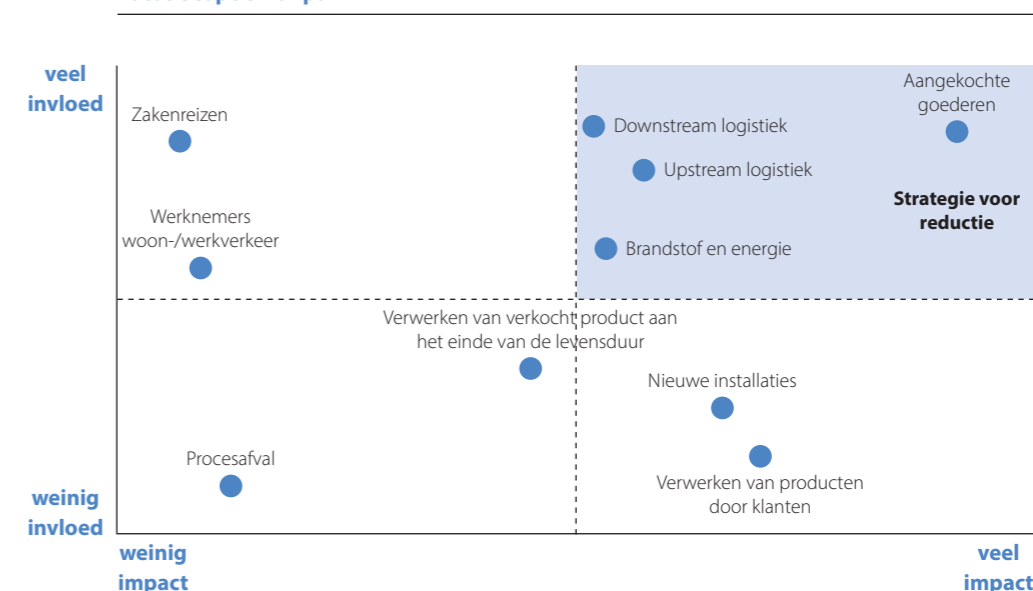 veel
invloed
Zakenreizen
Werknemers
woon-/werkverkeer
Downstream logistiek
Upstream logistiek
Brandstof en energie
Aangekochte
goederen
Strategie voor
reductie
Verwerken van verkocht product aan
het einde van de levensduur
Nieuwe installaties
Verwerken van producten
door klanten
Procesafval
weinig
invloed
weinig
impact
veel
impact